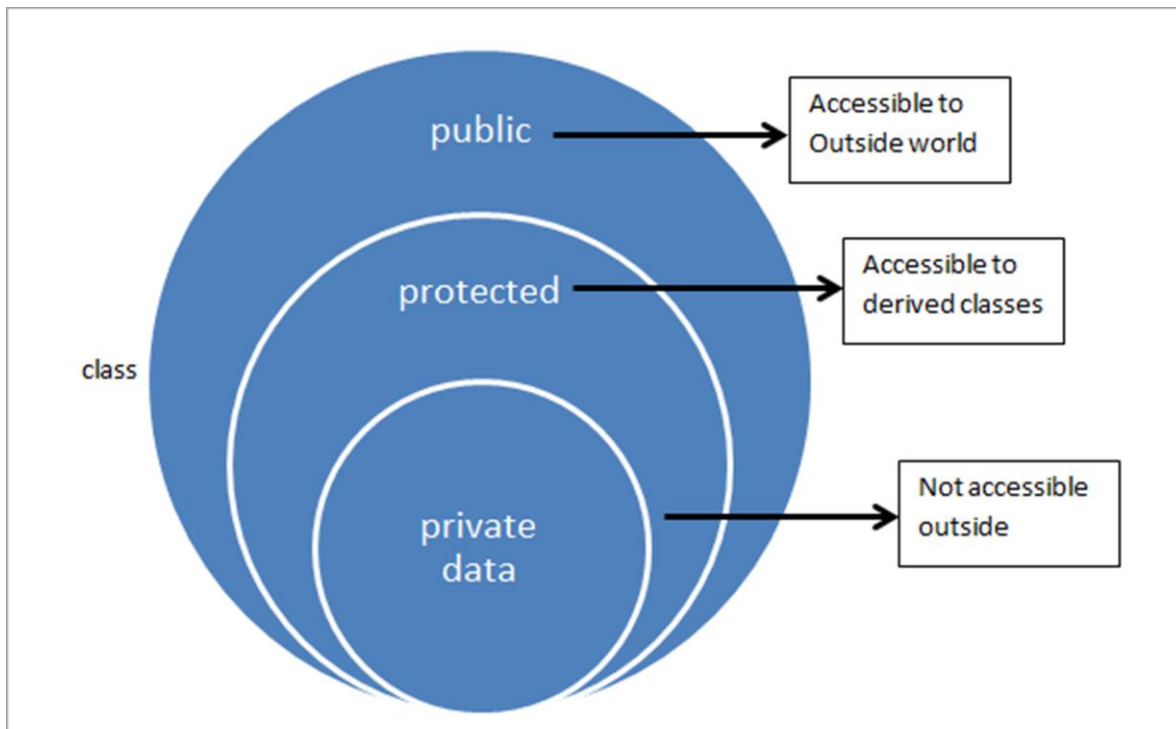 public
Accessible to
Outside world
protected
Accessible to
derived classes
class
private
data
Not accessible
outside